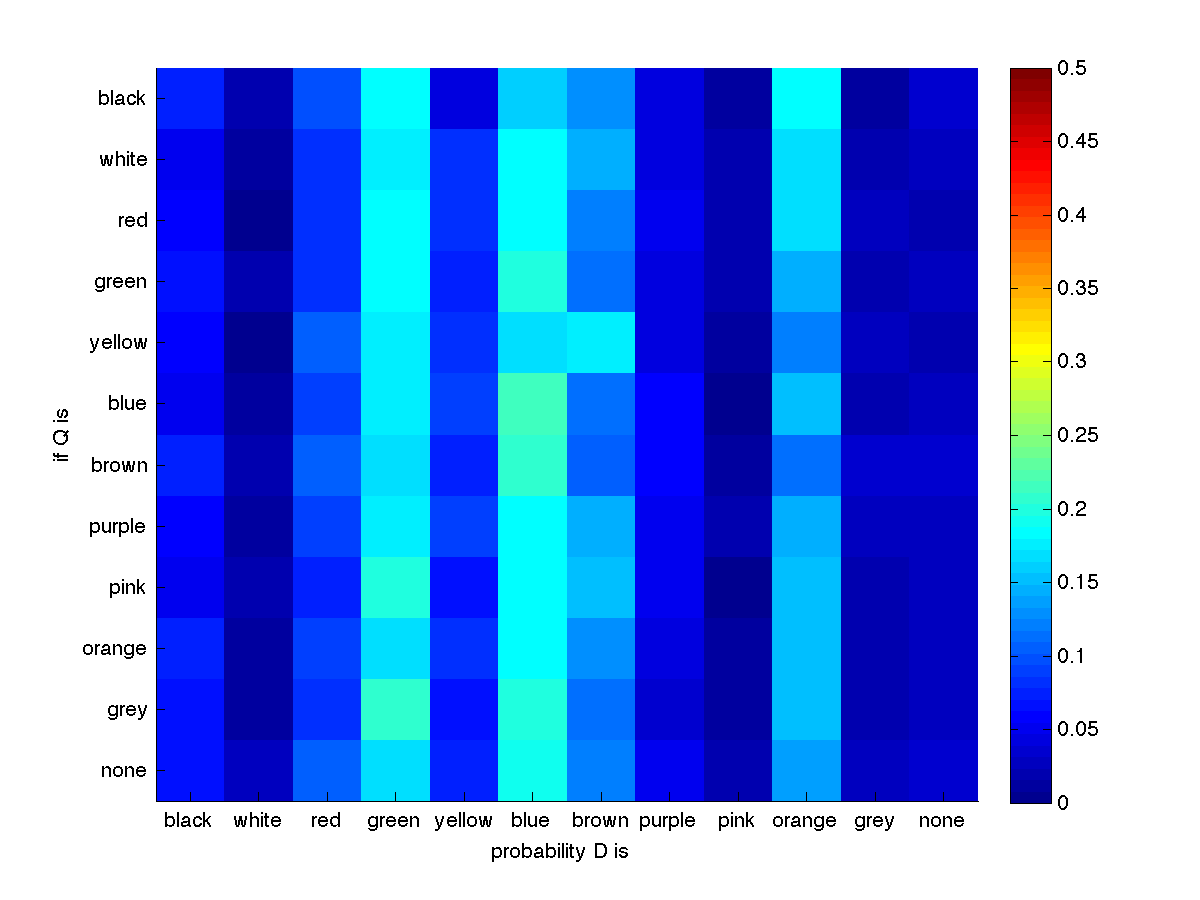 black
white
red
green
yellow
blue
brown
purple
pink
orange
grey
none
if Q is
black white red green yellow blue brown purple pink orange grey none
probability D is
0.5
0.45
0.4
0.35
0.3
0.25
0.2
0.15
0.1
0.05
0